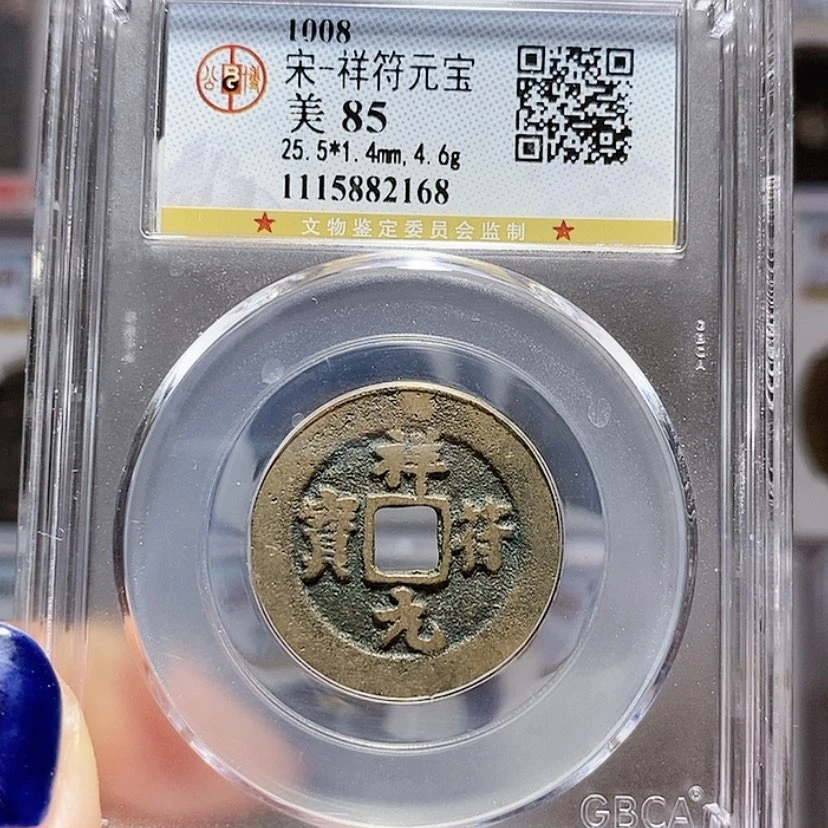 1008
宋-祥符元宝
美 85
25.5*1.4mm,4.6g
1115882168
文物鉴定委员会监制
祥符元寶
GBCA